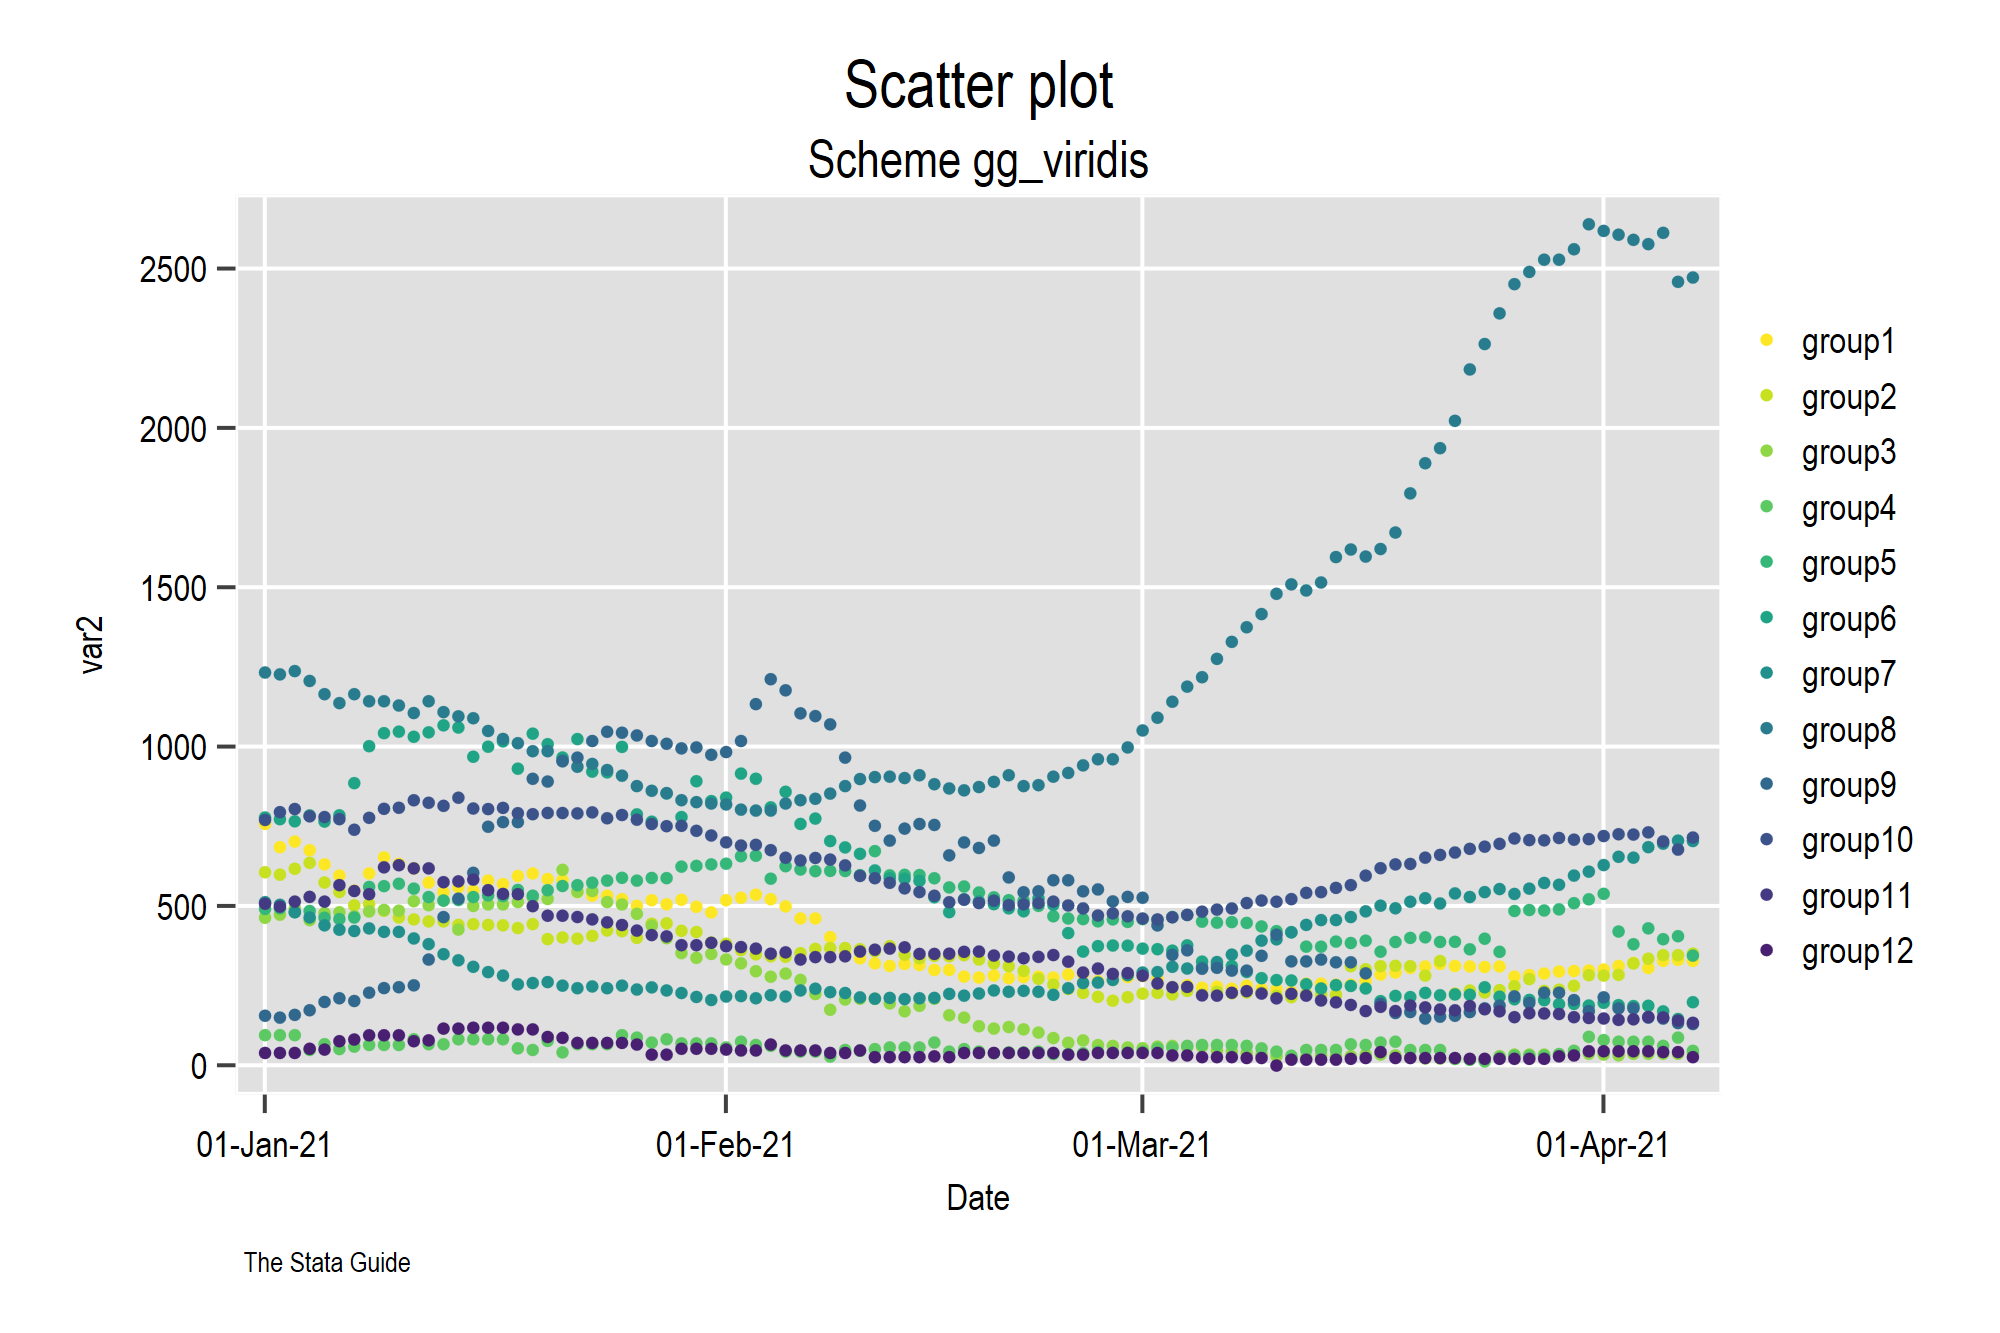 Scatter plot
Scheme gg_viridis
2500
2000
1500
1000
500
0
var2
01-Jan-21
01-Feb-21
01-Mar-21
01-Apr-21
Date
group1
group2
group3
group4
group5
group6
group7
group8
group9
group10
group11
group12
The Stata Guide